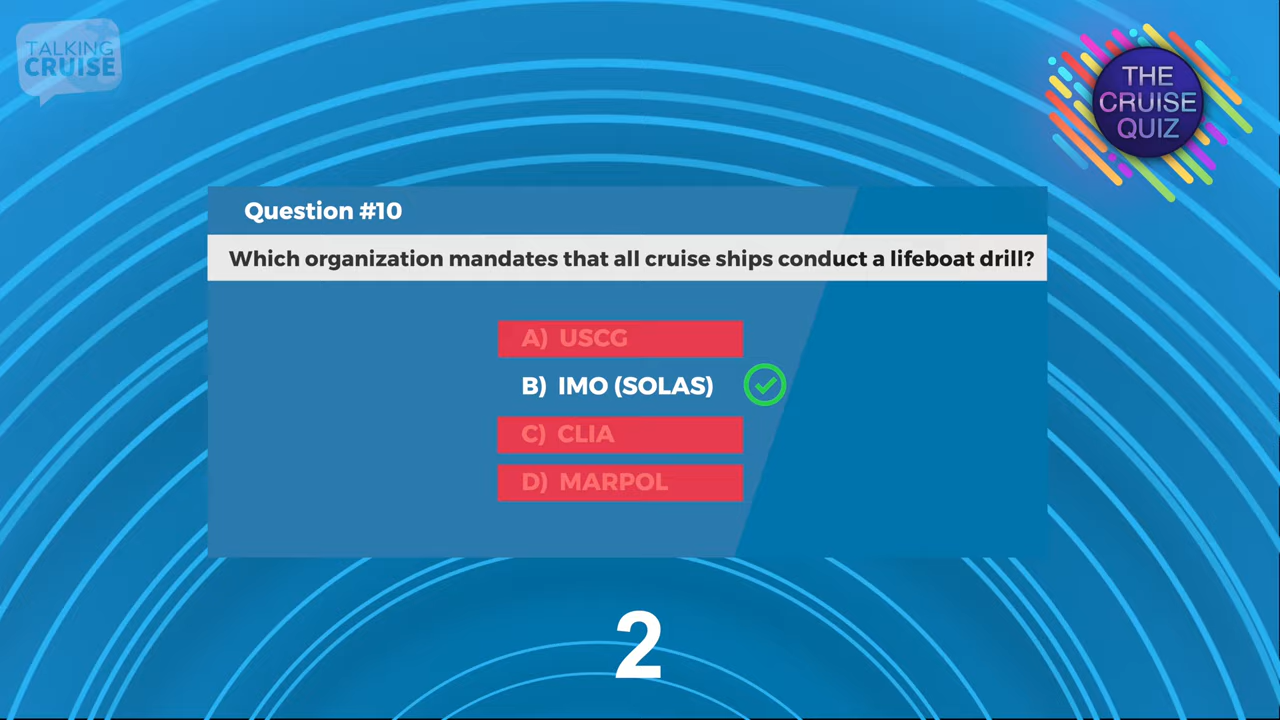 TALKING
CRUISE
THE
CRUISE
QUIZ
Question #10
Which organization mandates that all cruise ships conduct a lifeboat drill?
A) USCG
B) IMO (SOLAS)
C) CLIA
D) MARPOL
2